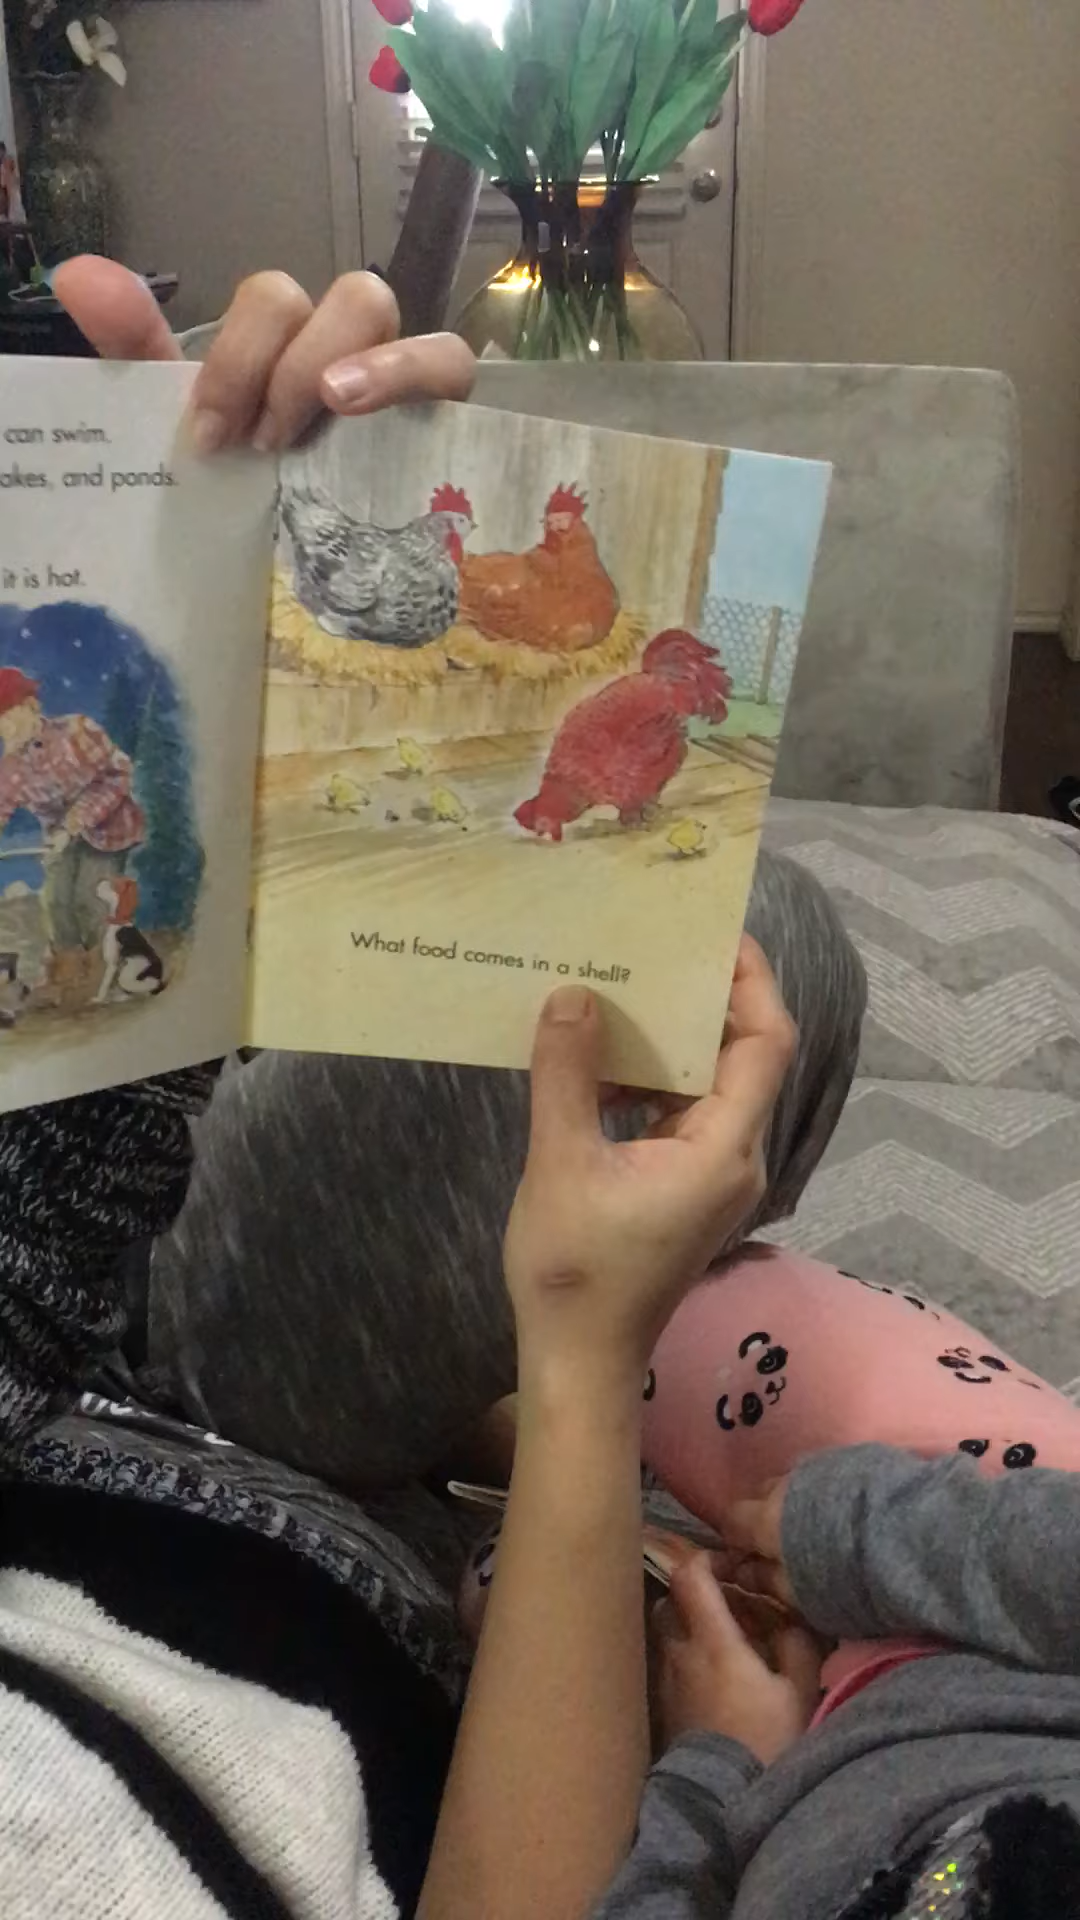 can swim.
akes, and ponds.
it is hot.
What food comes in a shell?